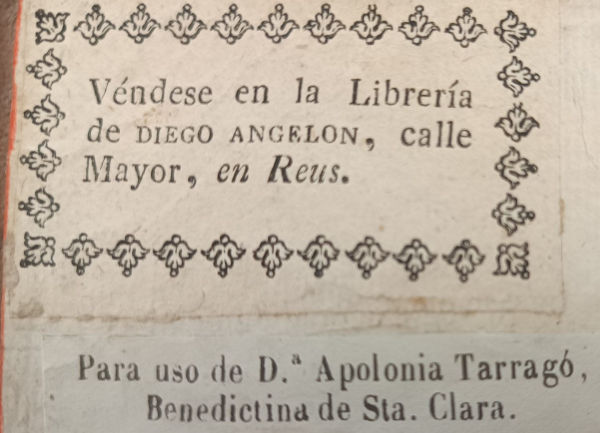 Véndese en la Librería
de DIEGO ANGELON, calle
Mayor, en Reus.
Para uso de D.ª Apolonia Tarragó,
Benedictina de Sta. Clara.